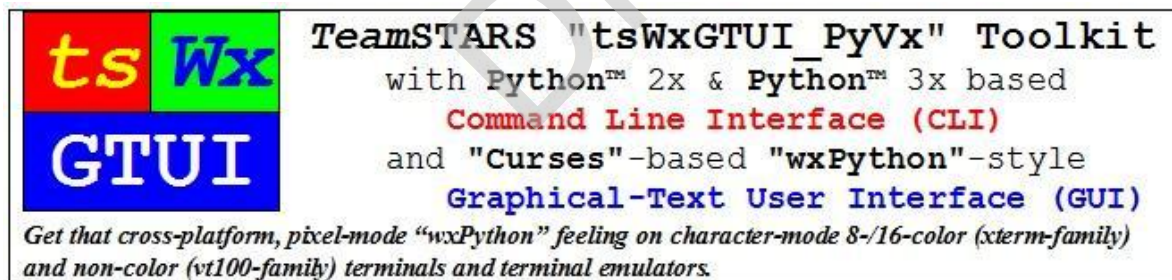 ts Wx
GTUI
TeamSTARS "tsWxGTUI_PyVx" Toolkit
with Python™ 2x & Python™ 3x based
Command Line Interface (CLI)
and "Curses"-based "wxPython"-style
Graphical-Text User Interface (GUI)
Get that cross-platform, pixel-mode “wxPython” feeling on character-mode 8-/16-color (xterm-family)
and non-color (vt100-family) terminals and terminal emulators.